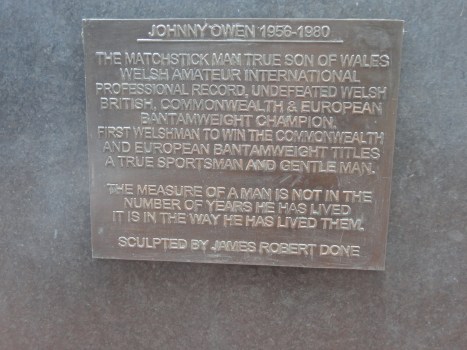 JOHNNY OWEN 1956-1980
THE MATCHSTICK MAN TRUE SON OF WALES
WELSH AMATEUR INTERNATIONAL
PROFESSIONAL RECORD, UNDEFEATED WELSH
BRITISH, COMMONWEALTH & EUROPEAN
BANTAMWEIGHT CHAMPION.
FIRST WELSHMAN TO WIN THE COMMONWEALTH
AND EUROPEAN BANTAMWEIGHT TITLES
A TRUE SPORTSMAN AND GENTLE MAN.
THE MEASURE OF A MAN IS NOT IN THE
NUMBER OF YEARS HE HAS LIVED
IT IS IN THE WAY HE HAS LIVED THEM.
SCULPTED BY JAMES ROBERT DONE